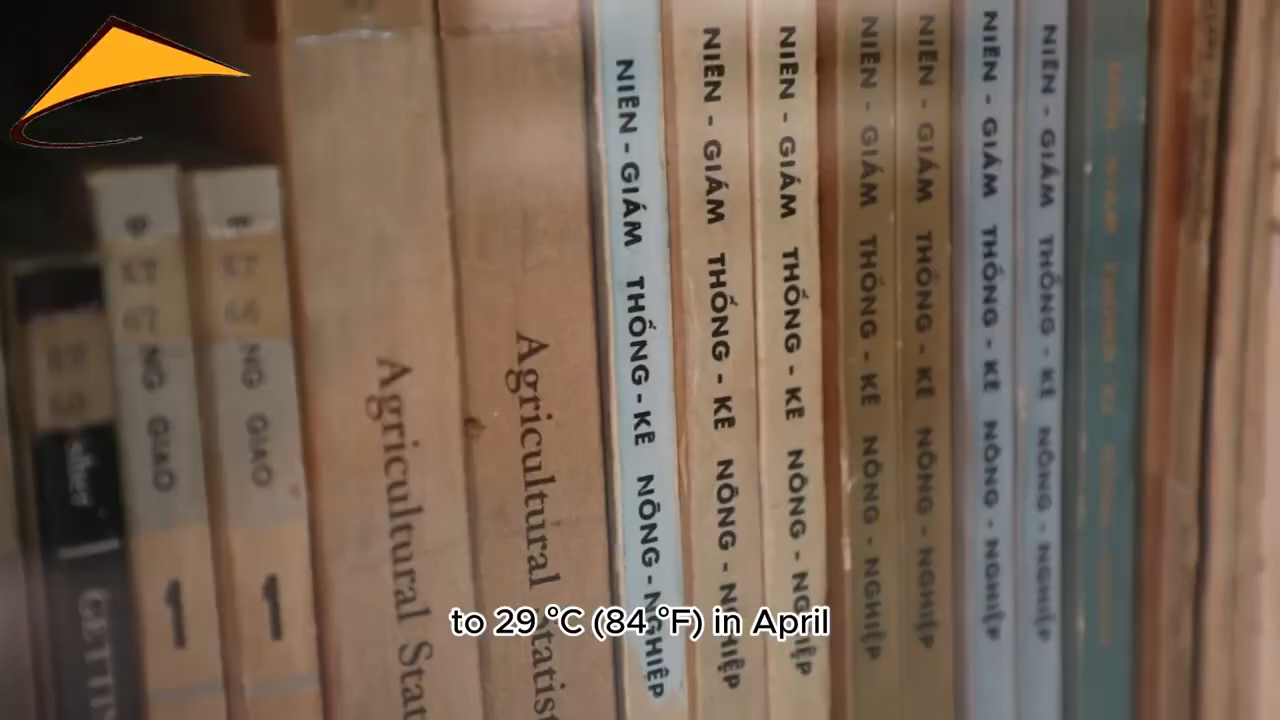 NG GIAO 1
NG GIAO 1
Agricultural Stat
Agricultural Statist
NIÊN - GIÁM THỐNG - KÊ NÔNG - NGHIỆP
NIÊN - GIÁM THỐNG - KÊ NÔNG - NGHIỆP
NIÊN - GIÁM THỐNG - KÊ NÔNG - NGHIỆP
NIÊN - GIÁM THỐNG - KÊ NÔNG - NGHIỆP
NIÊN - GIÁM THỐNG - KÊ NÔNG - NGHIỆP
NIÊN - GIÁM THỐNG - KÊ NÔNG - NGHIỆP
NIÊN - GIÁM THỐNG - KÊ NÔNG - NGHIỆP
to 29 °C (84 °F) in April